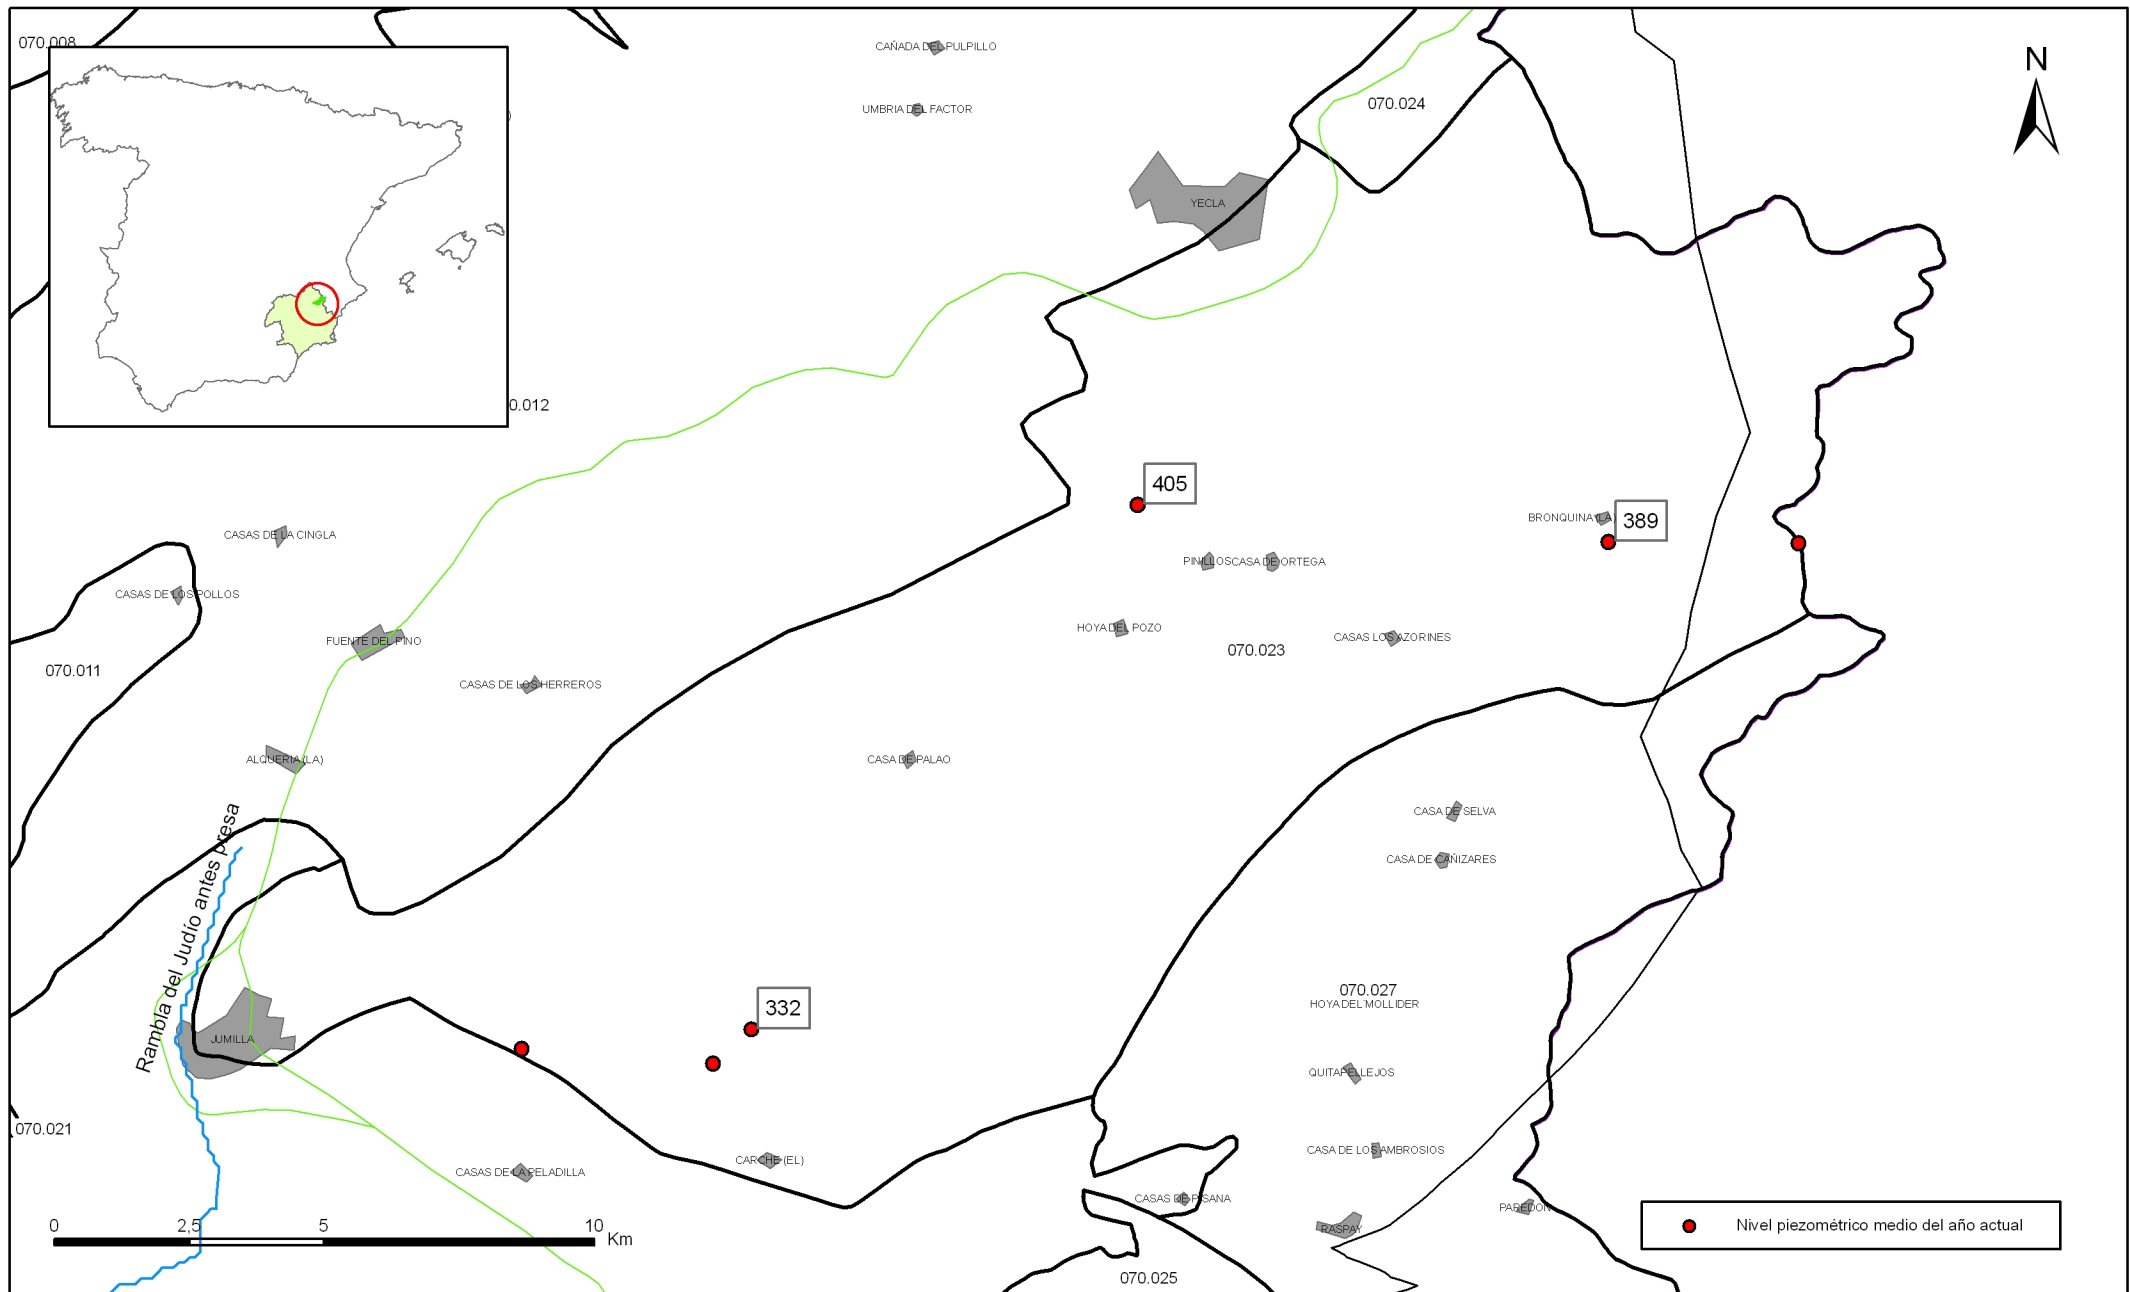 070.008
CAÑADA DEL PULPILLO
N
070.024
UMBRIA DEL FACTOR
YECLA
0.012
405
389
BRONQUINA (LA)
CASAS DE LA CINGLA
PINILLOS
CASA DE ORTEGA
CASAS DE LOS POLLOS
HOYA DEL POZO
CASAS LOS AZORINES
FUENTE DEL PINO
070.023
070.011
CASAS DE LOS HERREROS
ALQUERIA (LA)
CASA DE PALAO
CASA DE SELVA
Rambla del Judío antes presa
CASA DE CAÑIZARES
070.027
HOYA DEL MOLLIDER
332
JUMILLA
QUITAPELLEJOS
070.021
CASA DE LOS AMBROSIOS
CARCHE (EL)
CASAS DE LA PELADILLA
CASAS DE PISANA
PAREDON
RASPAY
0 2,5 5 10
Km
Nivel piezométrico medio del año actual
070.025